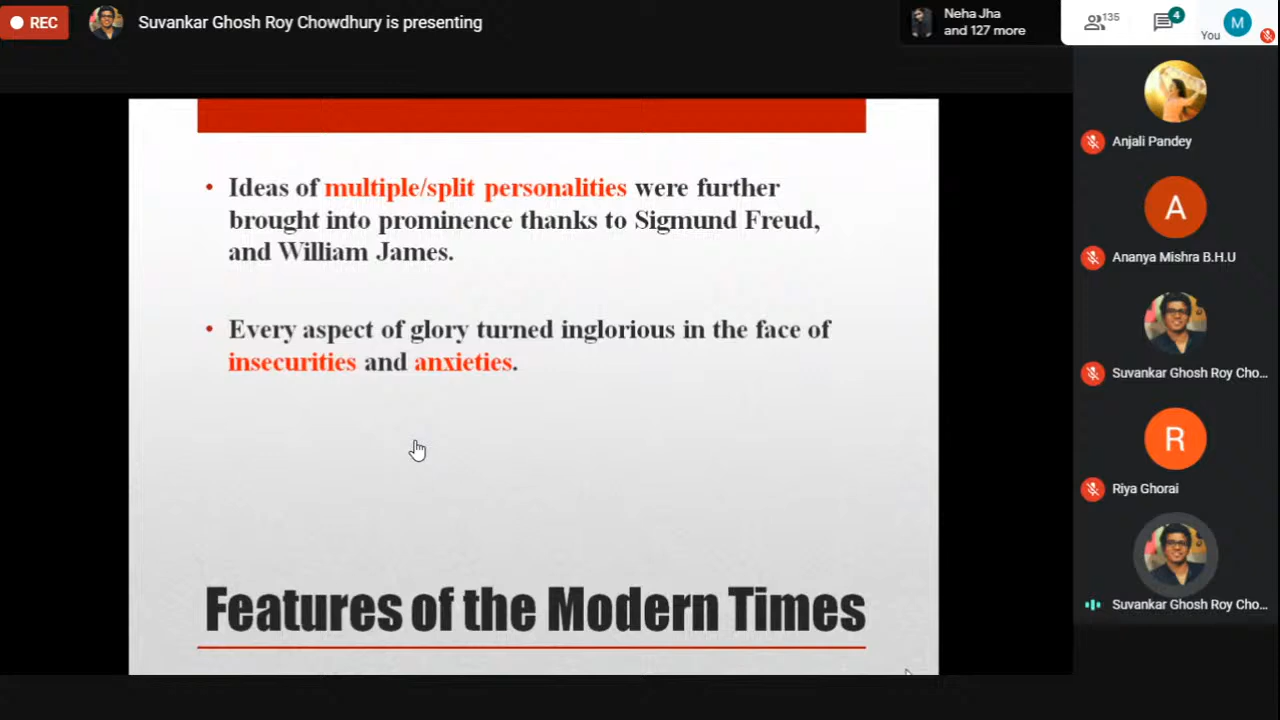 REC
Suvankar Ghosh Roy Chowdhury is presenting
Neha Jha
and 127 more
135
4
You
M
Anjali Pandey
• Ideas of multiple/split personalities were further
brought into prominence thanks to Sigmund Freud,
and William James.
• Every aspect of glory turned inglorious in the face of
insecurities and anxieties.
Features of the Modern Times
A
Ananya Mishra B.H.U
Suvankar Ghosh Roy Cho...
R
Riya Ghorai
Suvankar Ghosh Roy Cho...